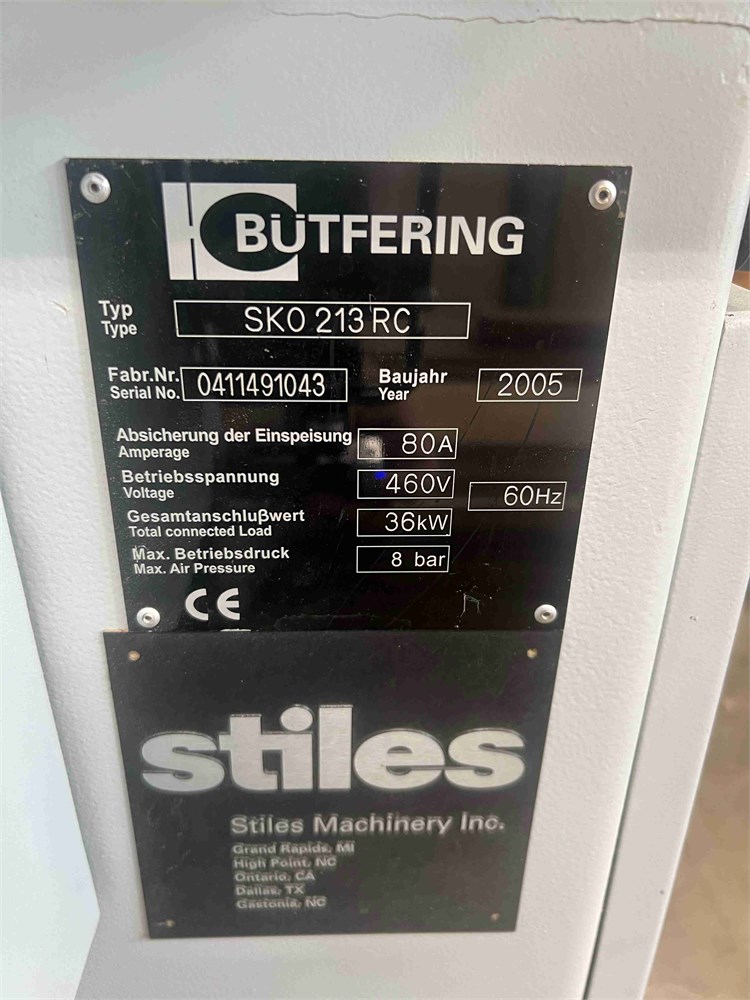 BÜTFERING
Typ
Type
SKO 213 RC
Fabr.Nr.
Serial No.
0411491043
Baujahr
Year
2005
Absicherung der Einspeisung
Amperage
80A
Betriebsspannung
Voltage
460V
60Hz
Gesamtanschlußwert
Total connected Load
36kW
Max. Betriebsdruck
Max. Air Pressure
8 bar
CE
stiles
Stiles Machinery Inc.
Grand Rapids, MI
High Point, NC
Ontario, CA
Dallas, TX
Gastonia, NC